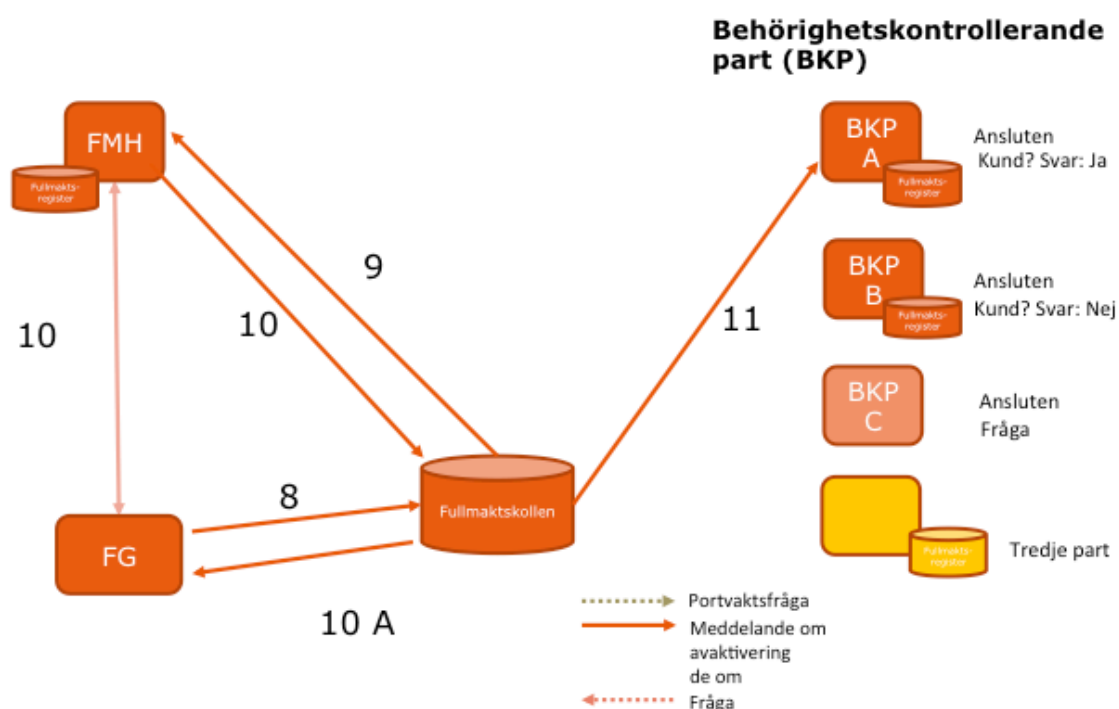 Behörighetskontrollerande
part (BKP)
FMH
Fullmakts-
register
BKP
A
Fullmakts-
register
Ansluten
Kund? Svar: Ja
9
10
10
11
BKP
B
Fullmakts-
register
Ansluten
Kund? Svar: Nej
BKP
C
Ansluten
Fråga
8
Fullmaktskollen
FG
Fullmakts-
register
Tredje part
10 A
Portvaktsfråga
Meddelande om
avaktivering
de om
Fråga